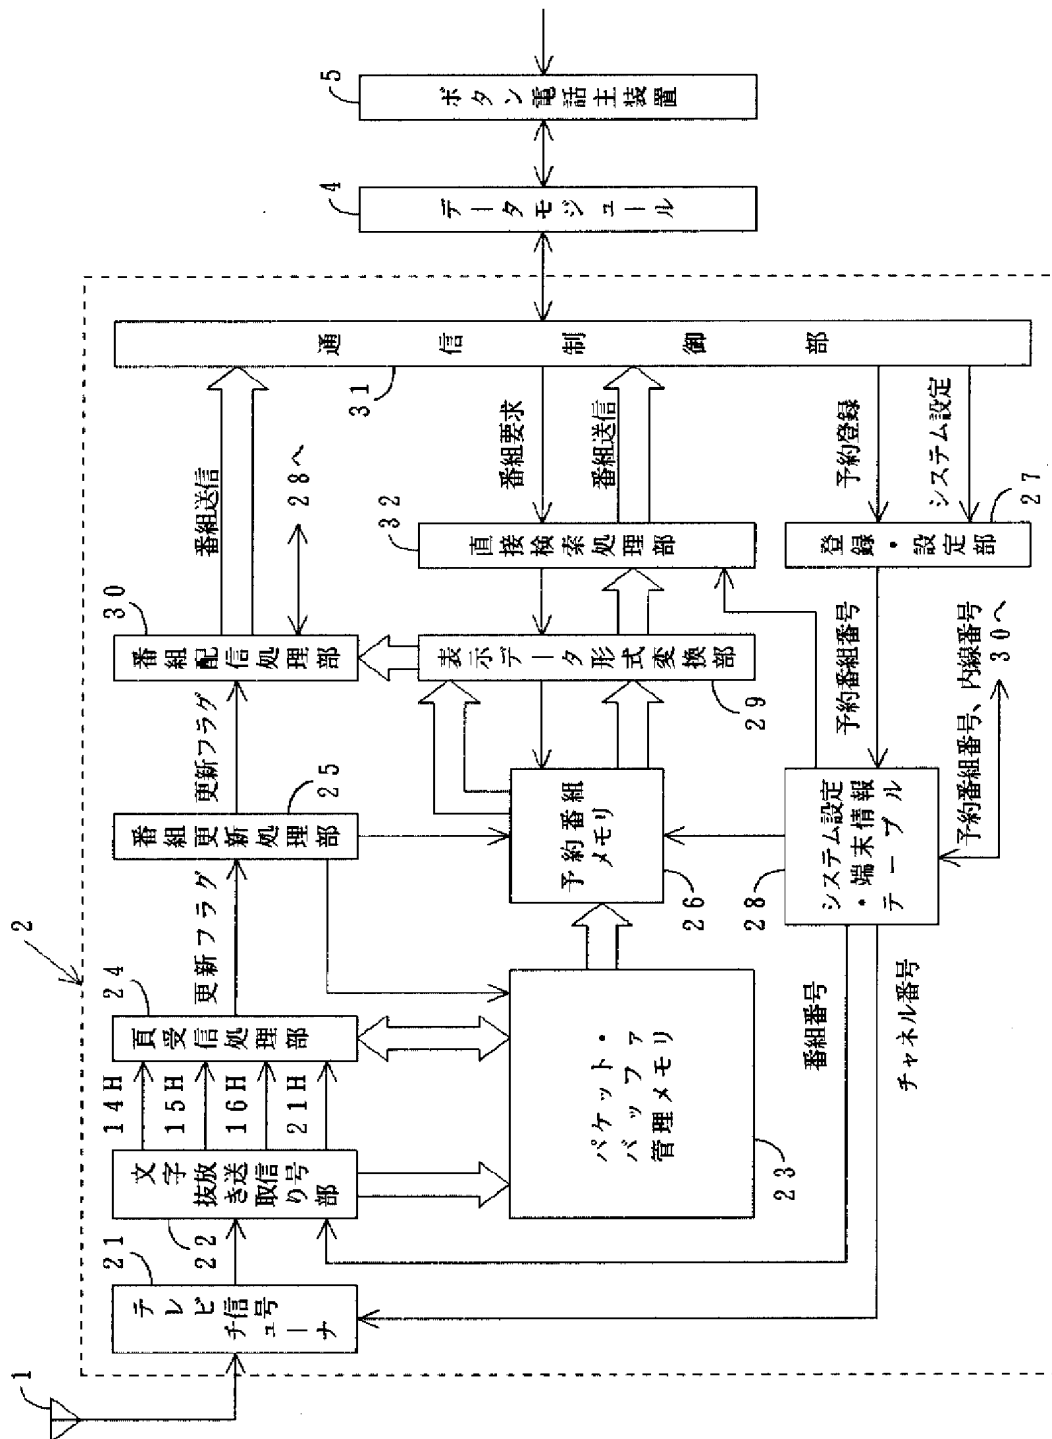 1
2
テレビ信号
チューナ
21
文字放送信号
抜き取り部
22
14H
15H
16H
21H
頁受信処理部
24
更新フラグ
番組更新処理部
25
更新フラグ
番組配信処理部
30
番組送信
28へ
パケット・
バッファ
管理メモリ
23
予約番組
メモリ
26
表示データ形式変換部
29
直接検索処理部
32
番組要求
番組送信
通信制御部
31
データモジュール
4
ボタン電話主装置
5
番組番号
チャネル番号
システム設定
・端末情報
テーブル
28
予約番組番号
予約番組番号、内線番号
30へ
登録・設定部
27
予約登録
システム設定